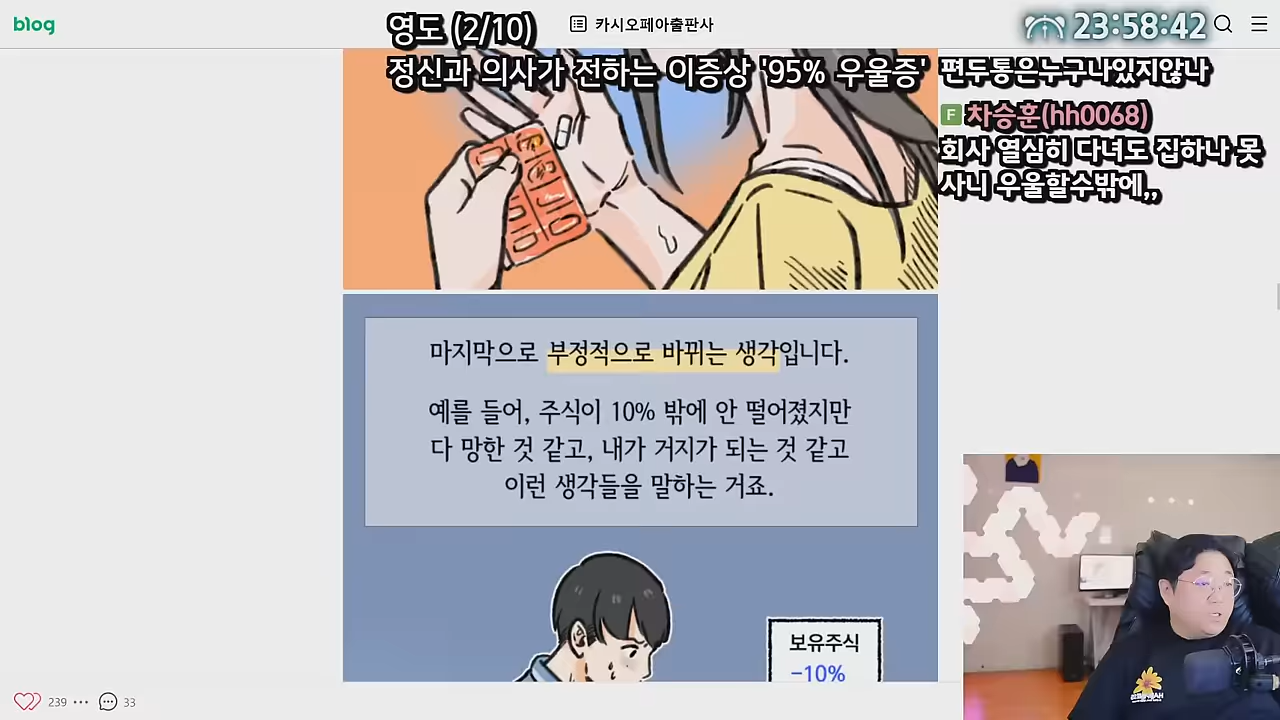 blog
영도 (2/10)
카시오페아출판사
23:58:42
정신과 의사가 전하는 이증상 '95% 우울증'
편두통은누구나있지않나
F 차승훈(hh0068)
회사 열심히 다녀도 집하나 못
사니 우울할수밖에,,
마지막으로 부정적으로 바뀌는 생각입니다.
예를 들어, 주식이 10% 밖에 안 떨어졌지만
다 망한 것 같고, 내가 거지가 되는 것 같고
이런 생각들을 말하는 거죠.
보유주식
-10%
239 ••• 33